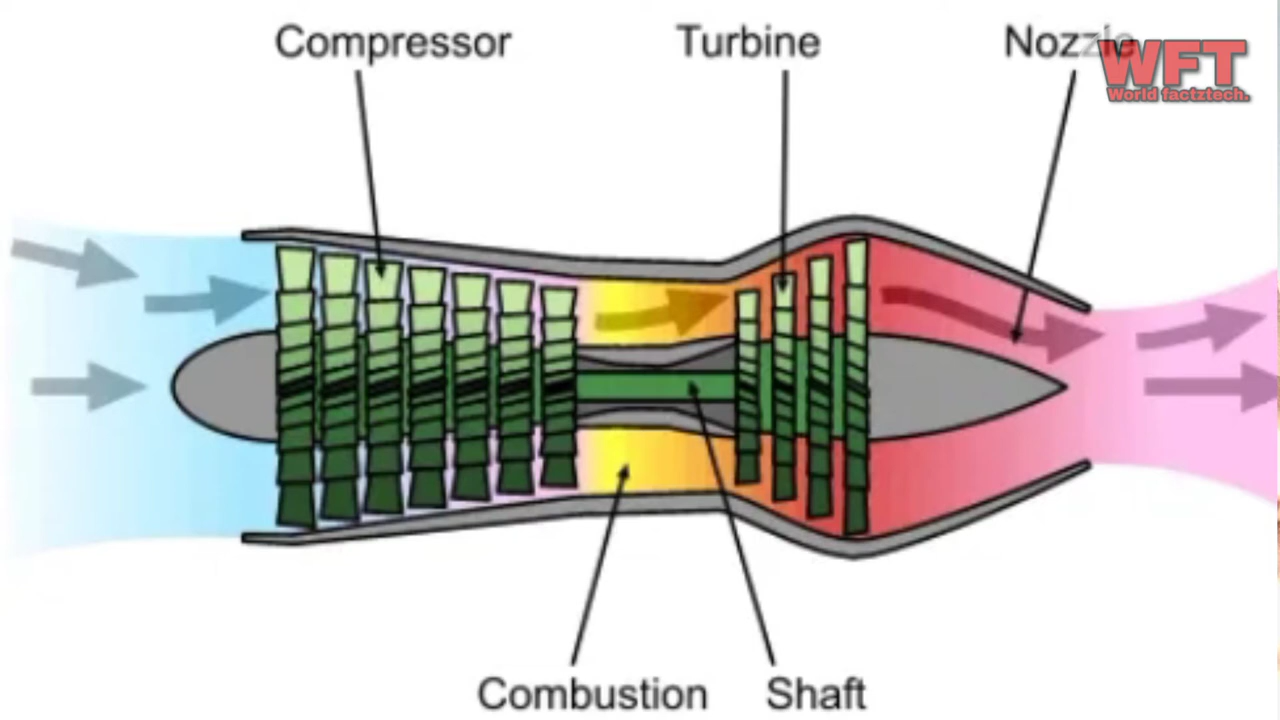 Compressor
Turbine
Nozzle
WFT
World factztech.
Combustion
Shaft